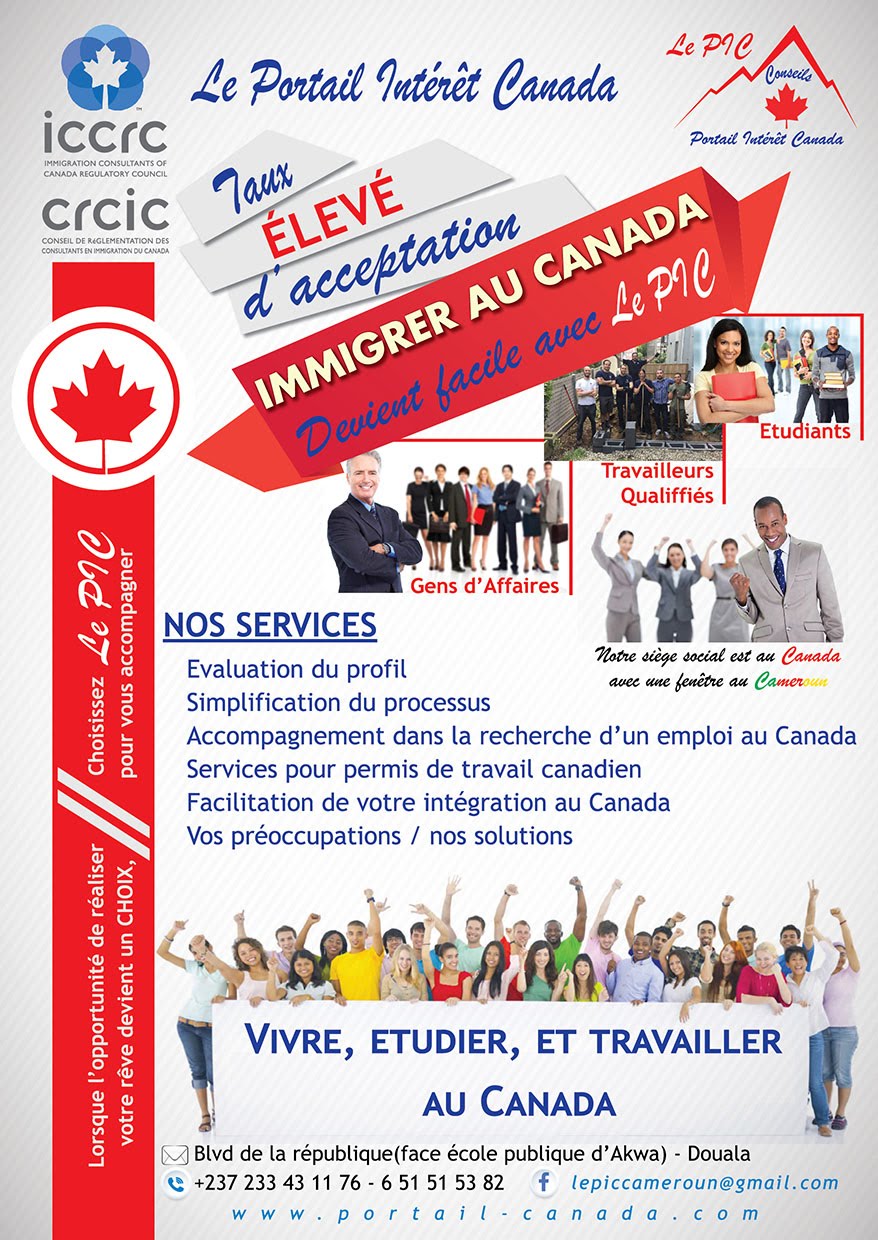 iccrc
IMMIGRATION CONSULTANTS OF
CANADA REGULATORY COUNCIL
crcic
CONSEIL DE RéGLEMENTATION DES
CONSULTANTS EN IMMIGRATION DU CANADA
Le Portail Intérêt Canada
Le PIC
Conseils
Portail Intérêt Canada
Taux
ÉLEVÉ
d'acceptation
IMMIGRER AU CANADA
Devient facile avec Le PIC
Etudiants
Travailleurs
Qualiffiés
Gens d'Affaires
Notre siège social est au Canada
avec une fenêtre au Cameroun
NOS SERVICES
Evaluation du profil
Simplification du processus
Accompagnement dans la recherche d'un emploi au Canada
Services pour permis de travail canadien
Facilitation de votre intégration au Canada
Vos préoccupations / nos solutions
Lorsque l'opportunité de réaliser
votre rêve devient un CHOIX,
//
Choisissez Le PIC
pour vous accompagner
VIVRE, ETUDIER, ET TRAVAILLER
AU CANADA
Blvd de la république(face école publique d'Akwa) - Douala
+237 233 43 11 76 - 6 51 51 53 82 f lepiccameroun@gmail.com
www.portail-canada.com